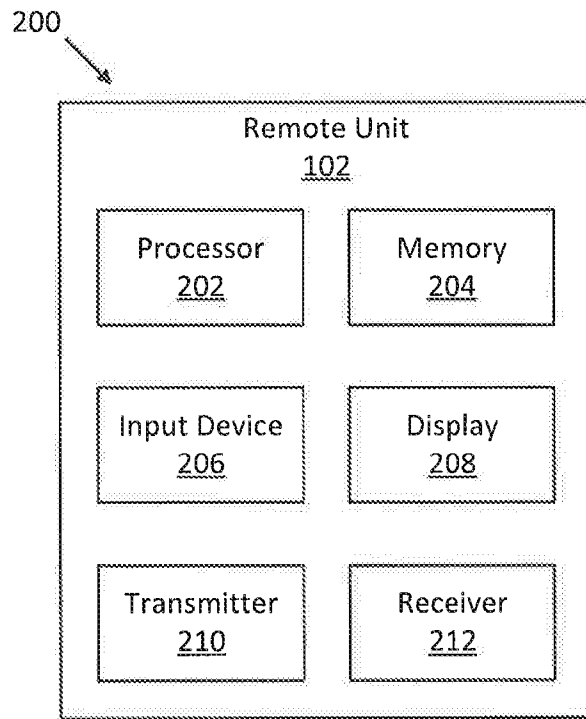 200
Remote Unit
102
Processor
202
Memory
204
Input Device
206
Display
208
Transmitter
210
Receiver
212